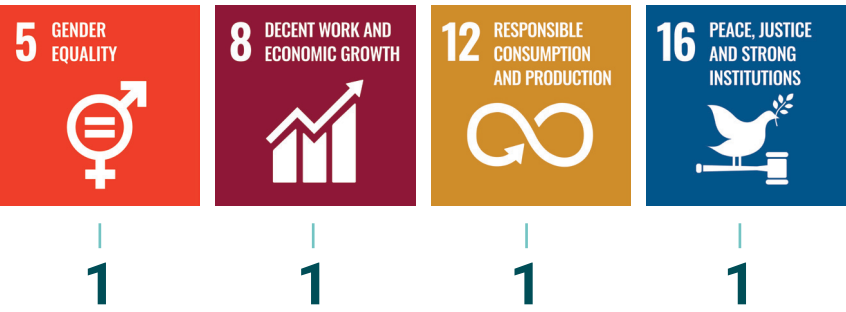 5 GENDER
EQUALITY
8 DECENT WORK AND
ECONOMIC GROWTH
12 RESPONSIBLE
CONSUMPTION
AND PRODUCTION
16 PEACE, JUSTICE
AND STRONG
INSTITUTIONS
1
1
1
1